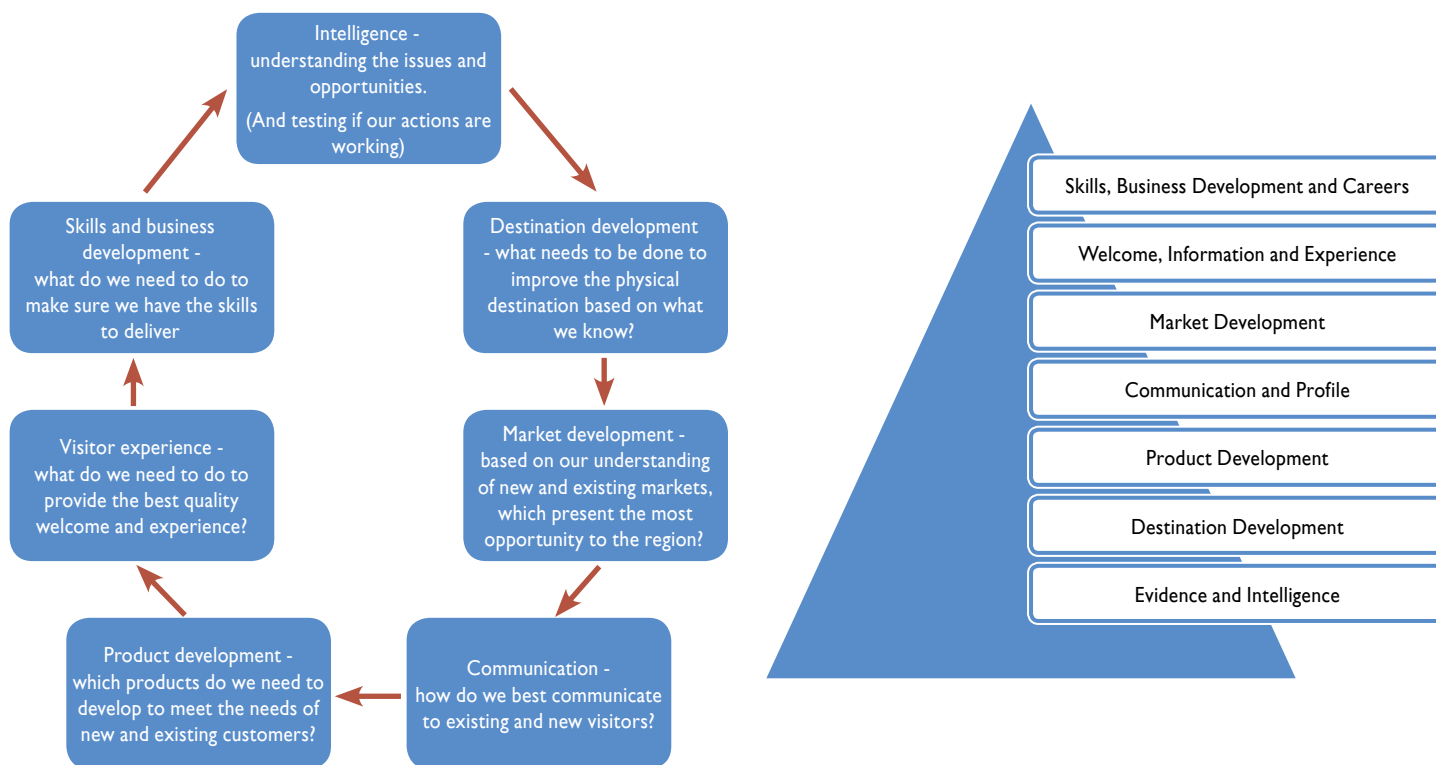 Intelligence -
understanding the issues and
opportunities.
(And testing if our actions are
working)
Destination development
- what needs to be done to
improve the physical
destination based on what
we know?
Market development -
based on our understanding
of new and existing markets,
which present the most
opportunity to the region?
Communication -
how do we best communicate
to existing and new visitors?
Product development -
which products do we need to
develop to meet the needs of
new and existing customers?
Visitor experience -
what do we need to do to
provide the best quality
welcome and experience?
Skills and business
development -
what do we need to do to
make sure we have the skills
to deliver
Skills, Business Development and Careers
Welcome, Information and Experience
Market Development
Communication and Profile
Product Development
Destination Development
Evidence and Intelligence